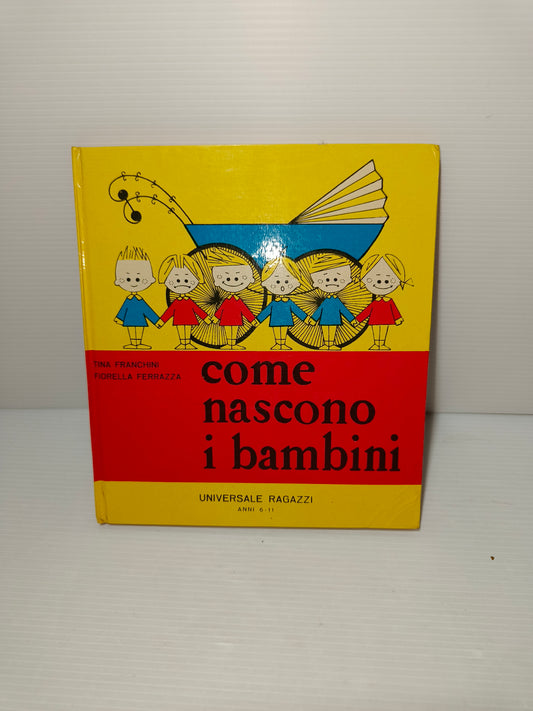 TINA FRANCHINI
FIORELLA FERRAZZA
come
nascono
i bambini
UNIVERSALE RAGAZZI
ANNI 6-11